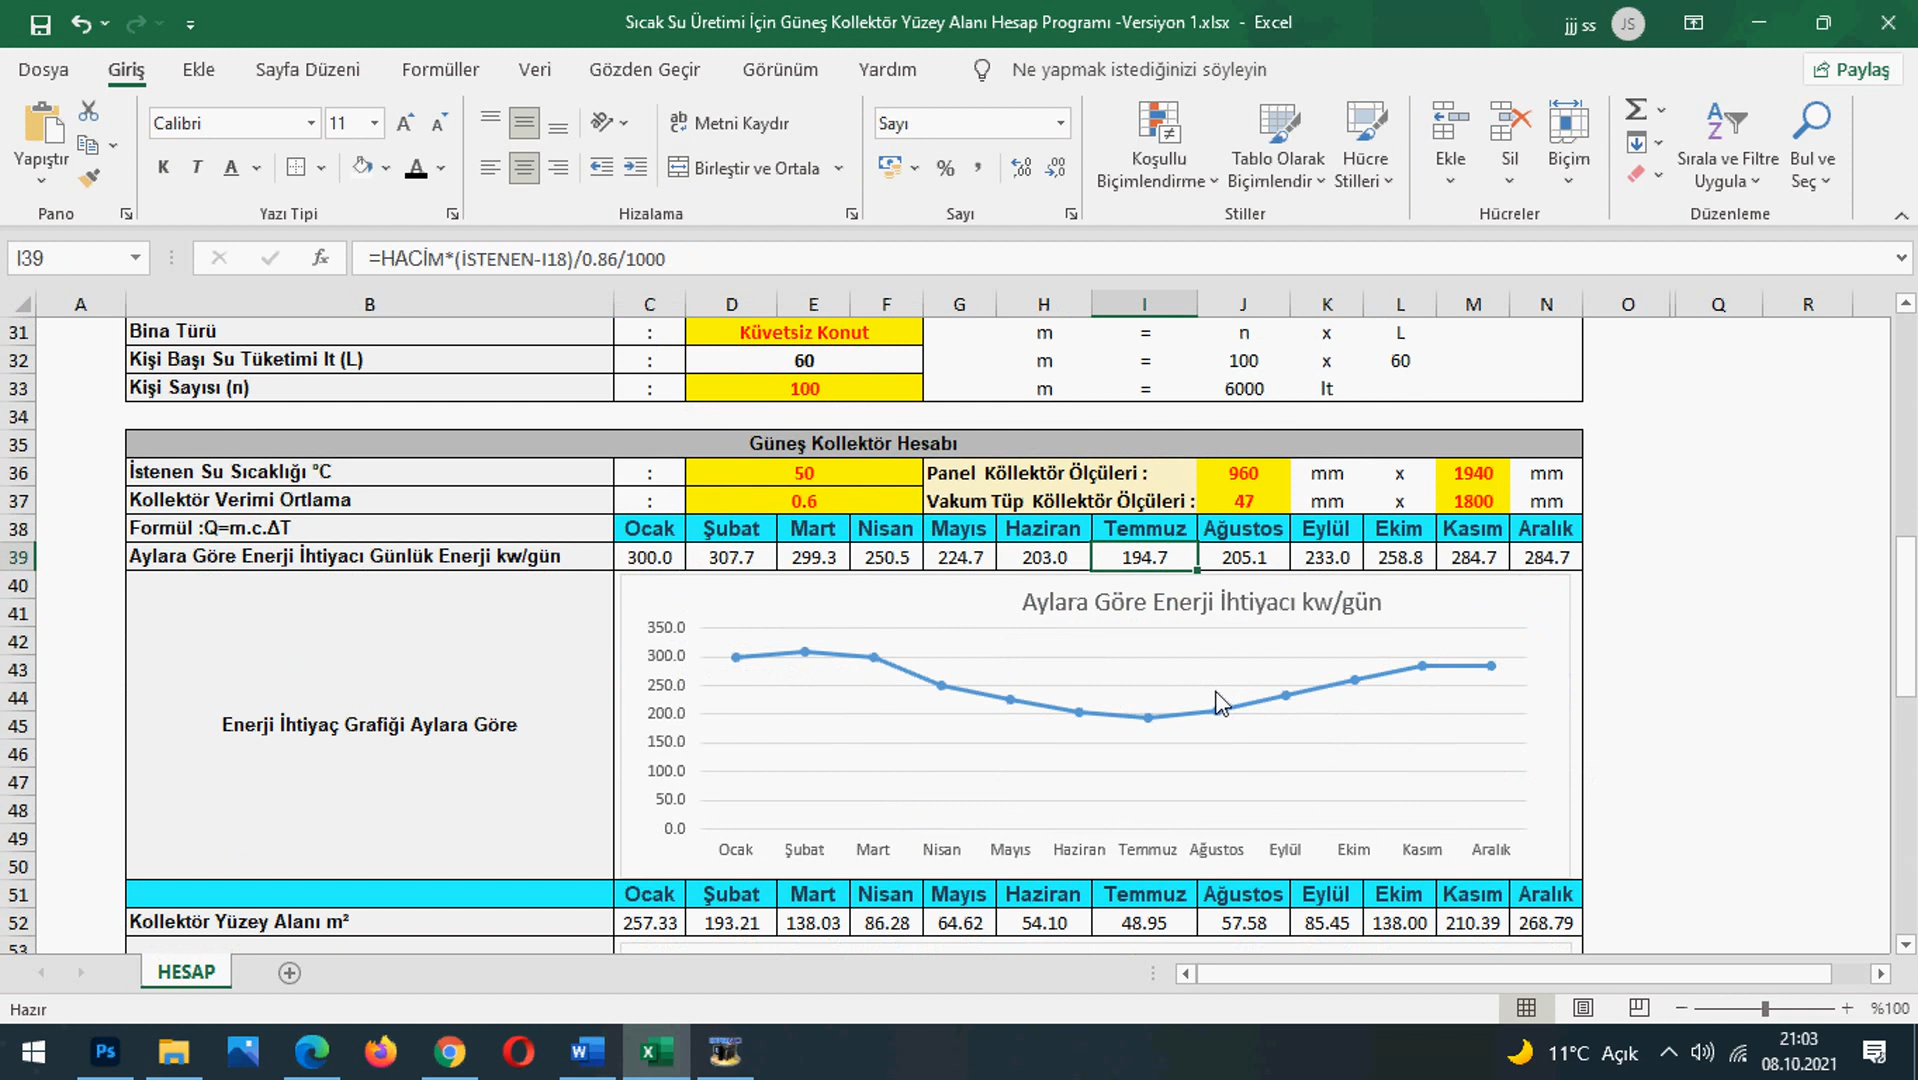 Sıcak Su Üretimi İçin Güneş Kollektör Yüzey Alanı Hesap Programı -Versiyon 1.xlsx - Excel
jjj ss
JS
Dosya Giriş Ekle Sayfa Düzeni Formüller Veri Gözden Geçir Görünüm Yardım Ne yapmak istediğinizi söyleyin Paylaş
Calibri 11 Metni Kaydır Sayı
Yapıştır K T A Birleştir ve Ortala % Koşullu Biçimlendirme Tablo Olarak Biçimlendir Hücre Stilleri Ekle Sil Biçim Sırala ve Filtre Uygula Bul ve Seç
Pano Yazı Tipi Hizalama Sayı Stiller Hücreler Düzenleme
I39 fx =HACİM*(İSTENEN-I18)/0.86/1000
A B C D E F G H I J K L M N O Q R
31 Bina Türü : Küvetsiz Konut m = n x L
32 Kişi Başı Su Tüketimi lt (L) : 60 m = 100 x 60
33 Kişi Sayısı (n) : 100 m = 6000 lt
34
35 Güneş Kollektör Hesabı
36 İstenen Su Sıcaklığı °C : 50 Panel Köllektör Ölçüleri : 960 mm x 1940 mm
37 Kollektör Verimi Ortlama : 0.6 Vakum Tüp Köllektör Ölçüleri : 47 mm x 1800 mm
38 Formül :Q=m.c.ΔT Ocak Şubat Mart Nisan Mayıs Haziran Temmuz Ağustos Eylül Ekim Kasım Aralık
39 Aylara Göre Enerji İhtiyacı Günlük Enerji kw/gün 300.0 307.7 299.3 250.5 224.7 203.0 194.7 205.1 233.0 258.8 284.7 284.7
40
41
42
43
44
45
46
47
48
49
50
Enerji İhtiyaç Grafiği Aylara Göre
Aylara Göre Enerji İhtiyacı kw/gün
350.0
300.0
250.0
200.0
150.0
100.0
50.0
0.0
Ocak Şubat Mart Nisan Mayıs Haziran Temmuz Ağustos Eylül Ekim Kasım Aralık
51 Ocak Şubat Mart Nisan Mayıs Haziran Temmuz Ağustos Eylül Ekim Kasım Aralık
52 Kollektör Yüzey Alanı m² 257.33 193.21 138.03 86.28 64.62 54.10 48.95 57.58 85.45 138.00 210.39 268.79
53
HESAP
Hazır
%100
Ps
11°C Açık
21:03
08.10.2021